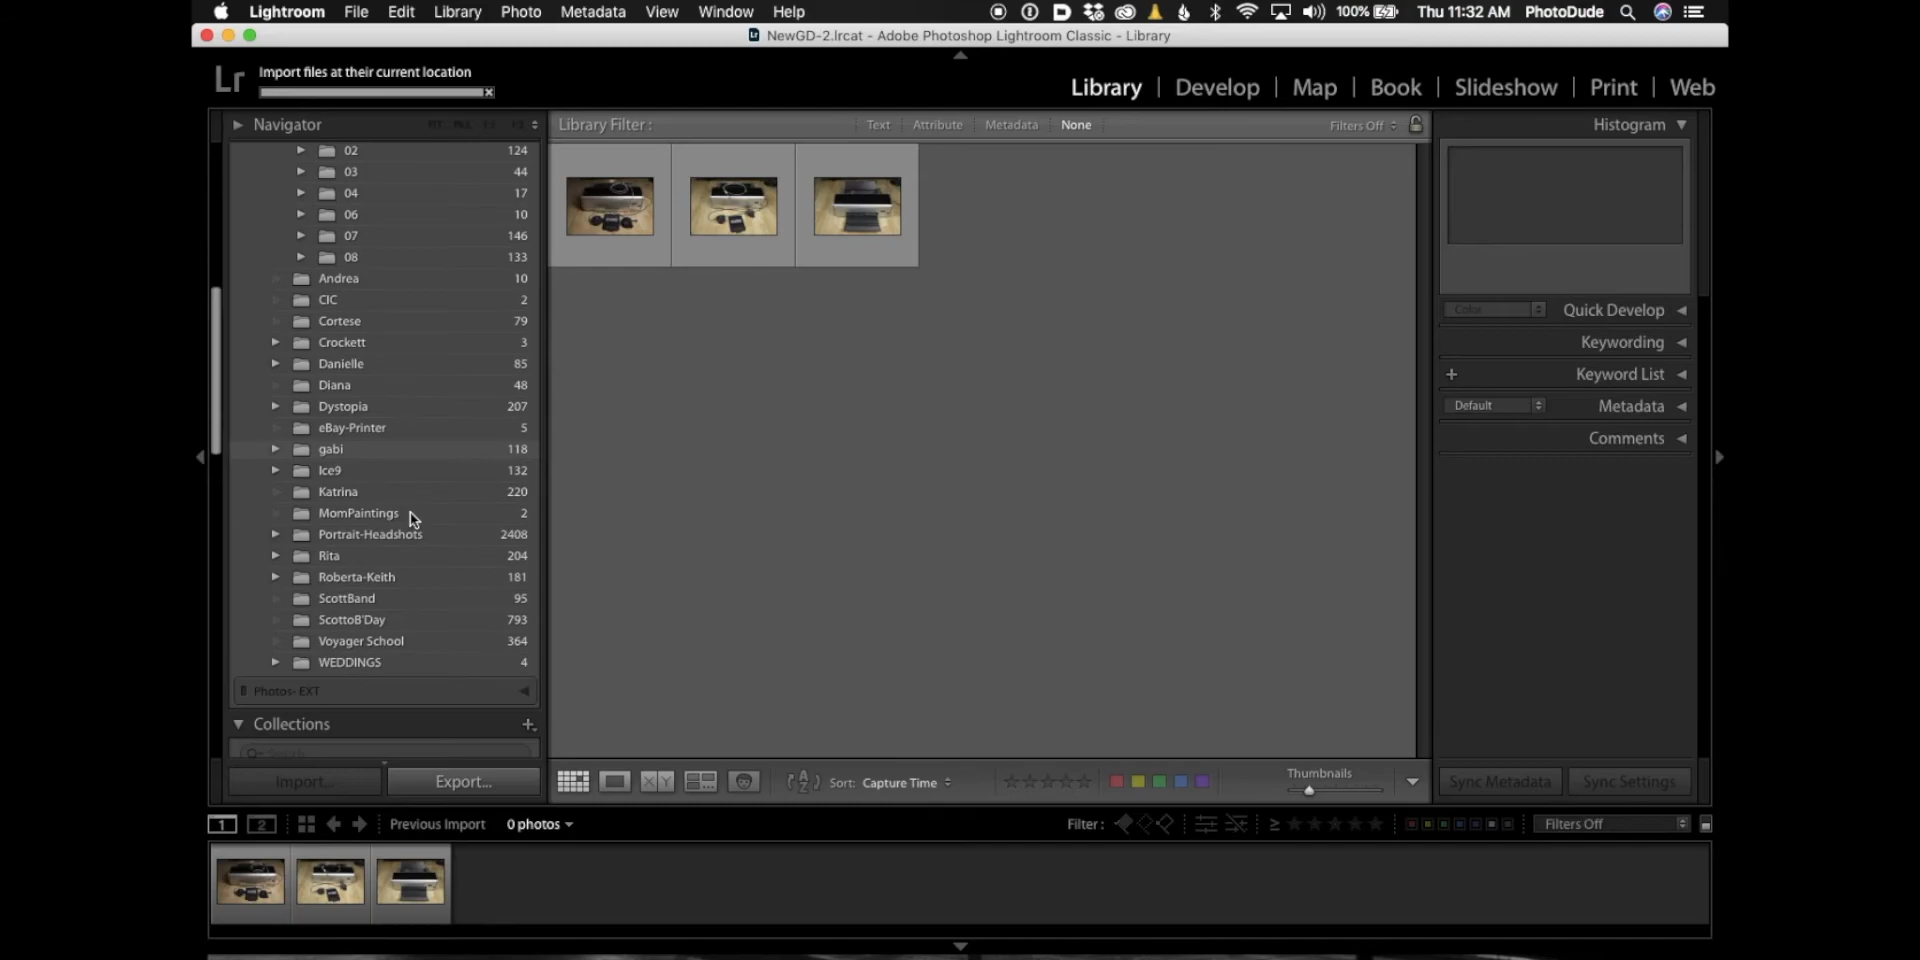 Lightroom File Edit Library Photo Metadata View Window Help 100% Thu 11:32 AM PhotoDude
NewGD-2.lrcat - Adobe Photoshop Lightroom Classic - Library
Lr Import files at their current location
Library | Develop | Map | Book | Slideshow | Print | Web
Navigator
Library Filter : Text Attribute Metadata None Filters Off
Histogram
02 124
03 44
04 17
06 10
07 146
08 133
Andrea 10
CIC 2
Cortese 79
Crockett 3
Danielle 85
Diana 48
Dystopia 207
eBay-Printer 5
gabi 118
Ice9 132
Katrina 220
MomPaintings 2
Portrait-Headshots 2408
Rita 204
Roberta-Keith 181
ScottBand 95
ScottoB'Day 793
Voyager School 364
WEDDINGS 4
Photos- EXT
Collections
Search
Import... Export...
Color Quick Develop
Keywording
Keyword List
Default Metadata
Comments
XY
Sort: Capture Time
Thumbnails
Sync Metadata Sync Settings
1 2 Previous Import 0 photos
Filter : ≥ Filters Off